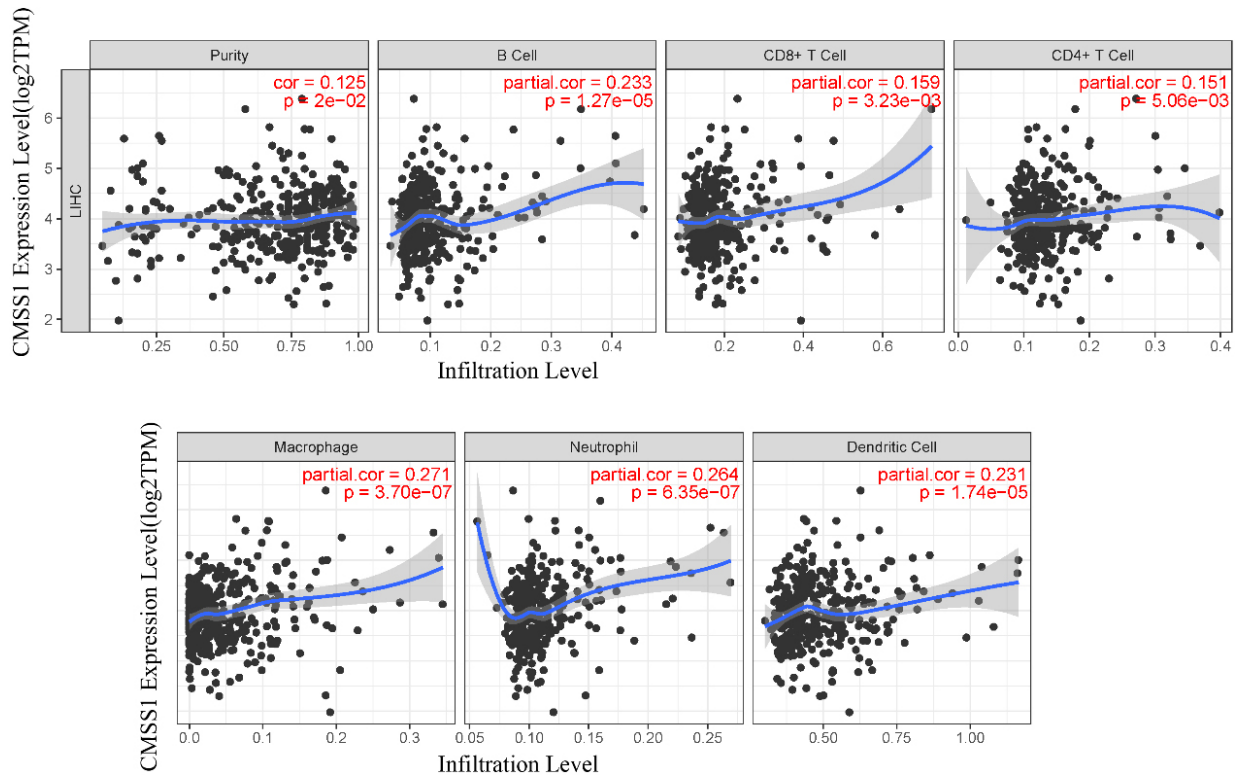 Purity
B Cell
CD8+ T Cell
CD4+ T Cell
cor = 0.125
p = 2e−02
partial.cor = 0.233
p = 1.27e−05
partial.cor = 0.159
p = 3.23e−03
partial.cor = 0.151
p = 5.06e−03
CMSS1 Expression Level(log2TPM)
LIHC
6
5
4
3
2
0.25
0.50
0.75
1.00
0.1
0.2
0.3
0.4
0.2
0.4
0.6
0.0
0.1
0.2
0.3
0.4
Infiltration Level
Macrophage
Neutrophil
Dendritic Cell
partial.cor = 0.271
p = 3.70e−07
partial.cor = 0.264
p = 6.35e−07
partial.cor = 0.231
p = 1.74e−05
CMSS1 Expression Level(log2TPM)
0.0
0.1
0.2
0.3
0.05
0.10
0.15
0.20
0.25
0.50
0.75
1.00
Infiltration Level